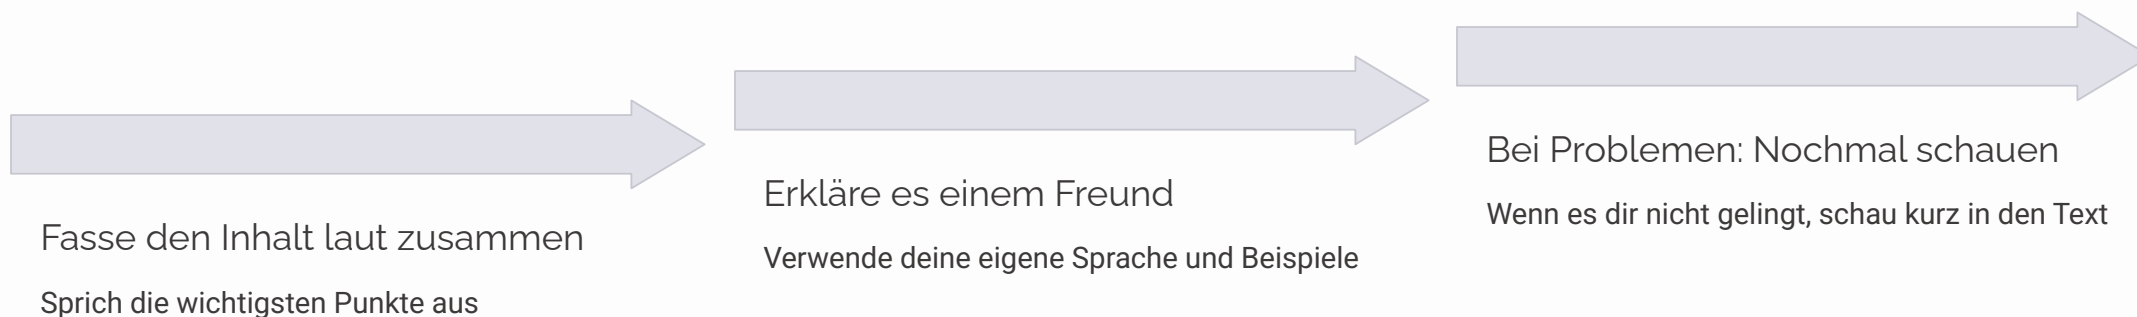 Fasse den Inhalt laut zusammen
Sprich die wichtigsten Punkte aus
Erkläre es einem Freund
Verwende deine eigene Sprache und Beispiele
Bei Problemen: Nochmal schauen
Wenn es dir nicht gelingt, schau kurz in den Text